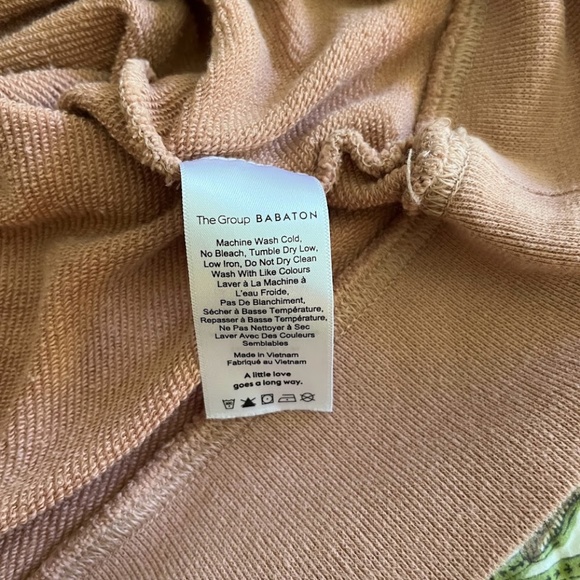 The Group BABATON
Machine Wash Cold,
No Bleach, Tumble Dry Low,
Low Iron, Do Not Dry Clean
Wash With Like Colours
Laver à La Machine à
L'eau Froide,
Pas De Blanchiment,
Sécher à Basse Température,
Repasser à Basse Température,
Ne Pas Nettoyer à Sec
Laver Avec Des Couleurs
Semblables
Made in Vietnam
Fabriqué au Vietnam
A little love
goes a long way.